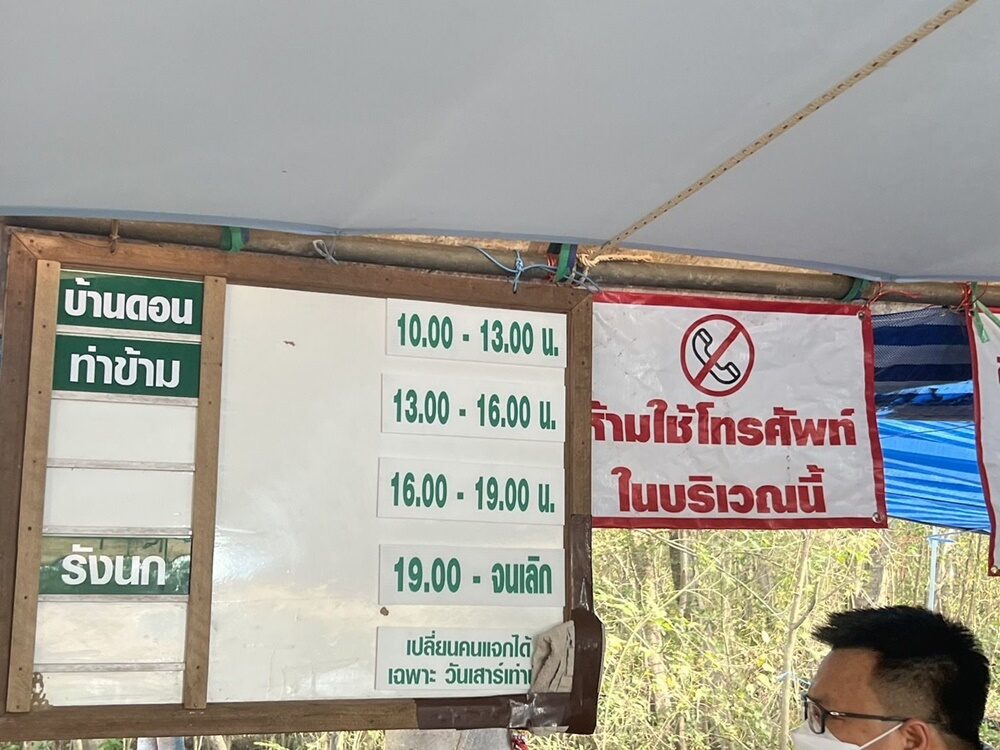 บ้านดอน
ท่าข้าม
รังนก
10.00 - 13.00 น.
13.00 - 16.00 น.
16.00 - 19.00 น.
19.00 - จนเลิก
เปลี่ยนคนแจกได้
เฉพาะ วันเสาร์
ห้ามใช้โทรศัพท์
ในบริเวณนี้